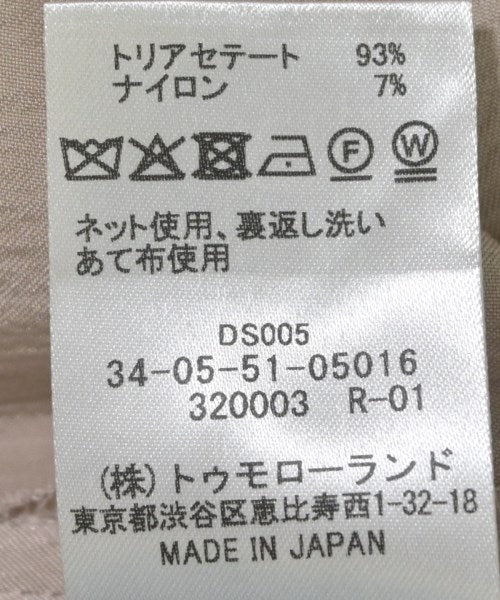 トリアセテート 93%
ナイロン 7%
F W
ネット使用、裏返し洗い
あて布使用
DS005
34-05-51-05016
320003 R-01
(株)トゥモローランド
東京都渋谷区恵比寿西1-32-18
MADE IN JAPAN